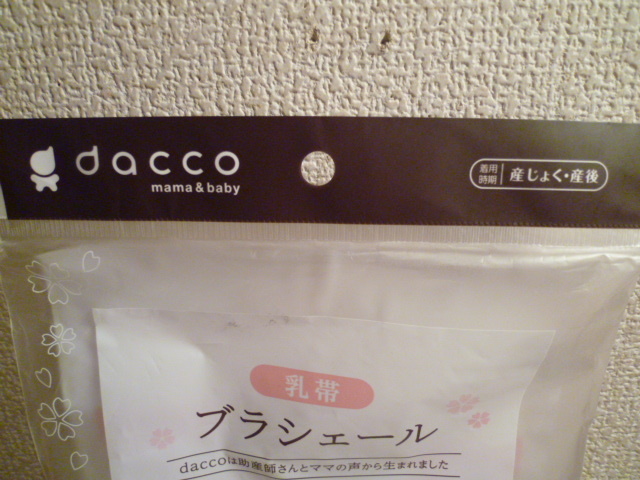 dacco
mama & baby
着用時期 産じょく・産後
乳帯
ブラシェール
daccoは助産師さんとママの声から生まれました